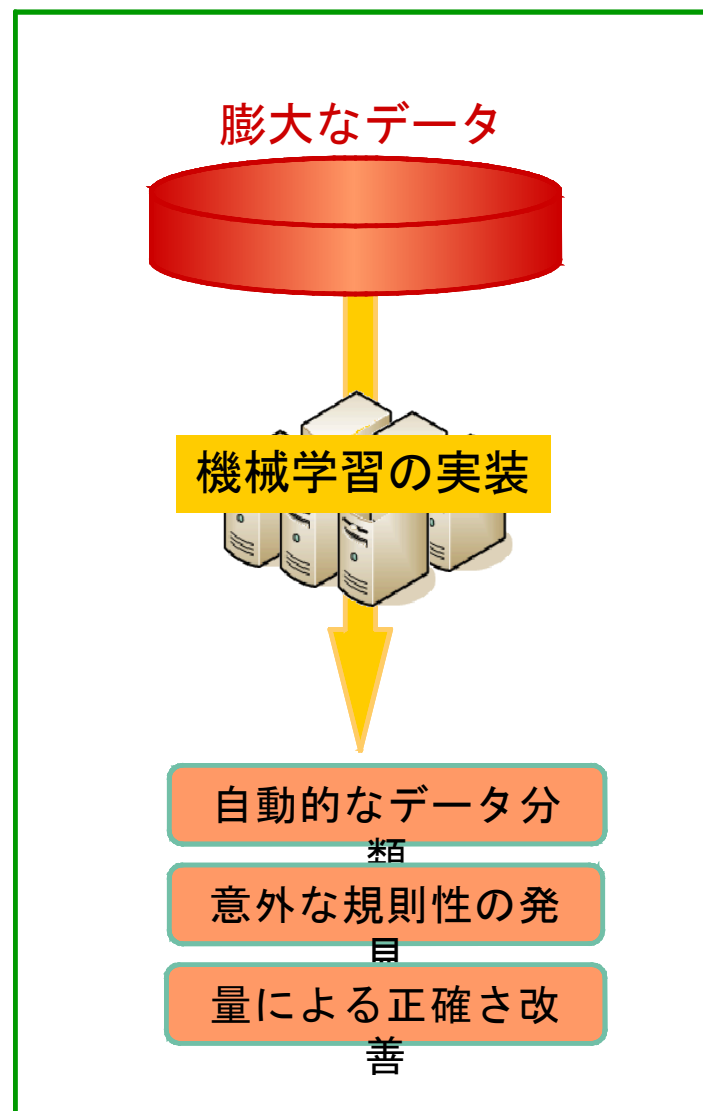 膨大なデータ
機械学習の実装
自動的なデータ分
類
意外な規則性の発
見
量による正確さ改
善